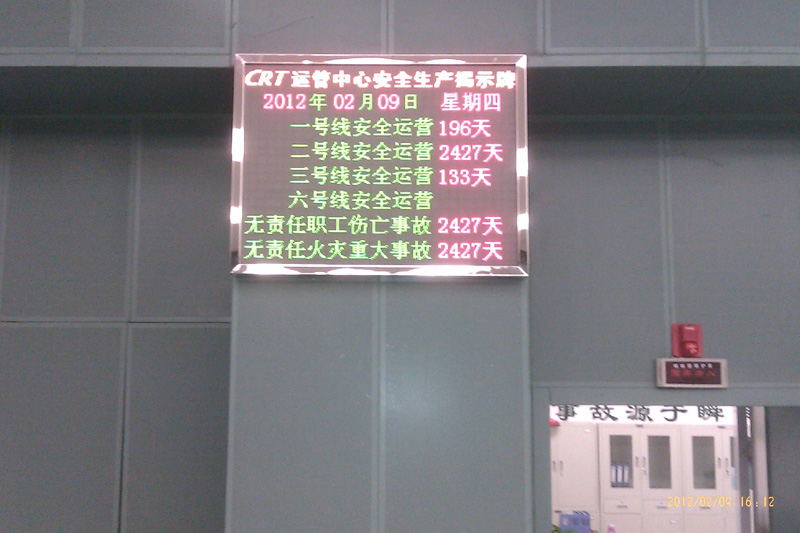 CRT运管中心安全生产揭示牌
2012年 02月09日 星期四
一号线安全运营 196天
二号线安全运营 2427天
三号线安全运营 133天
六号线安全运营
无责任职工伤亡事故 2427天
无责任火灾重大事故 2427天
事故源于瞬
2012/02/09 16:12